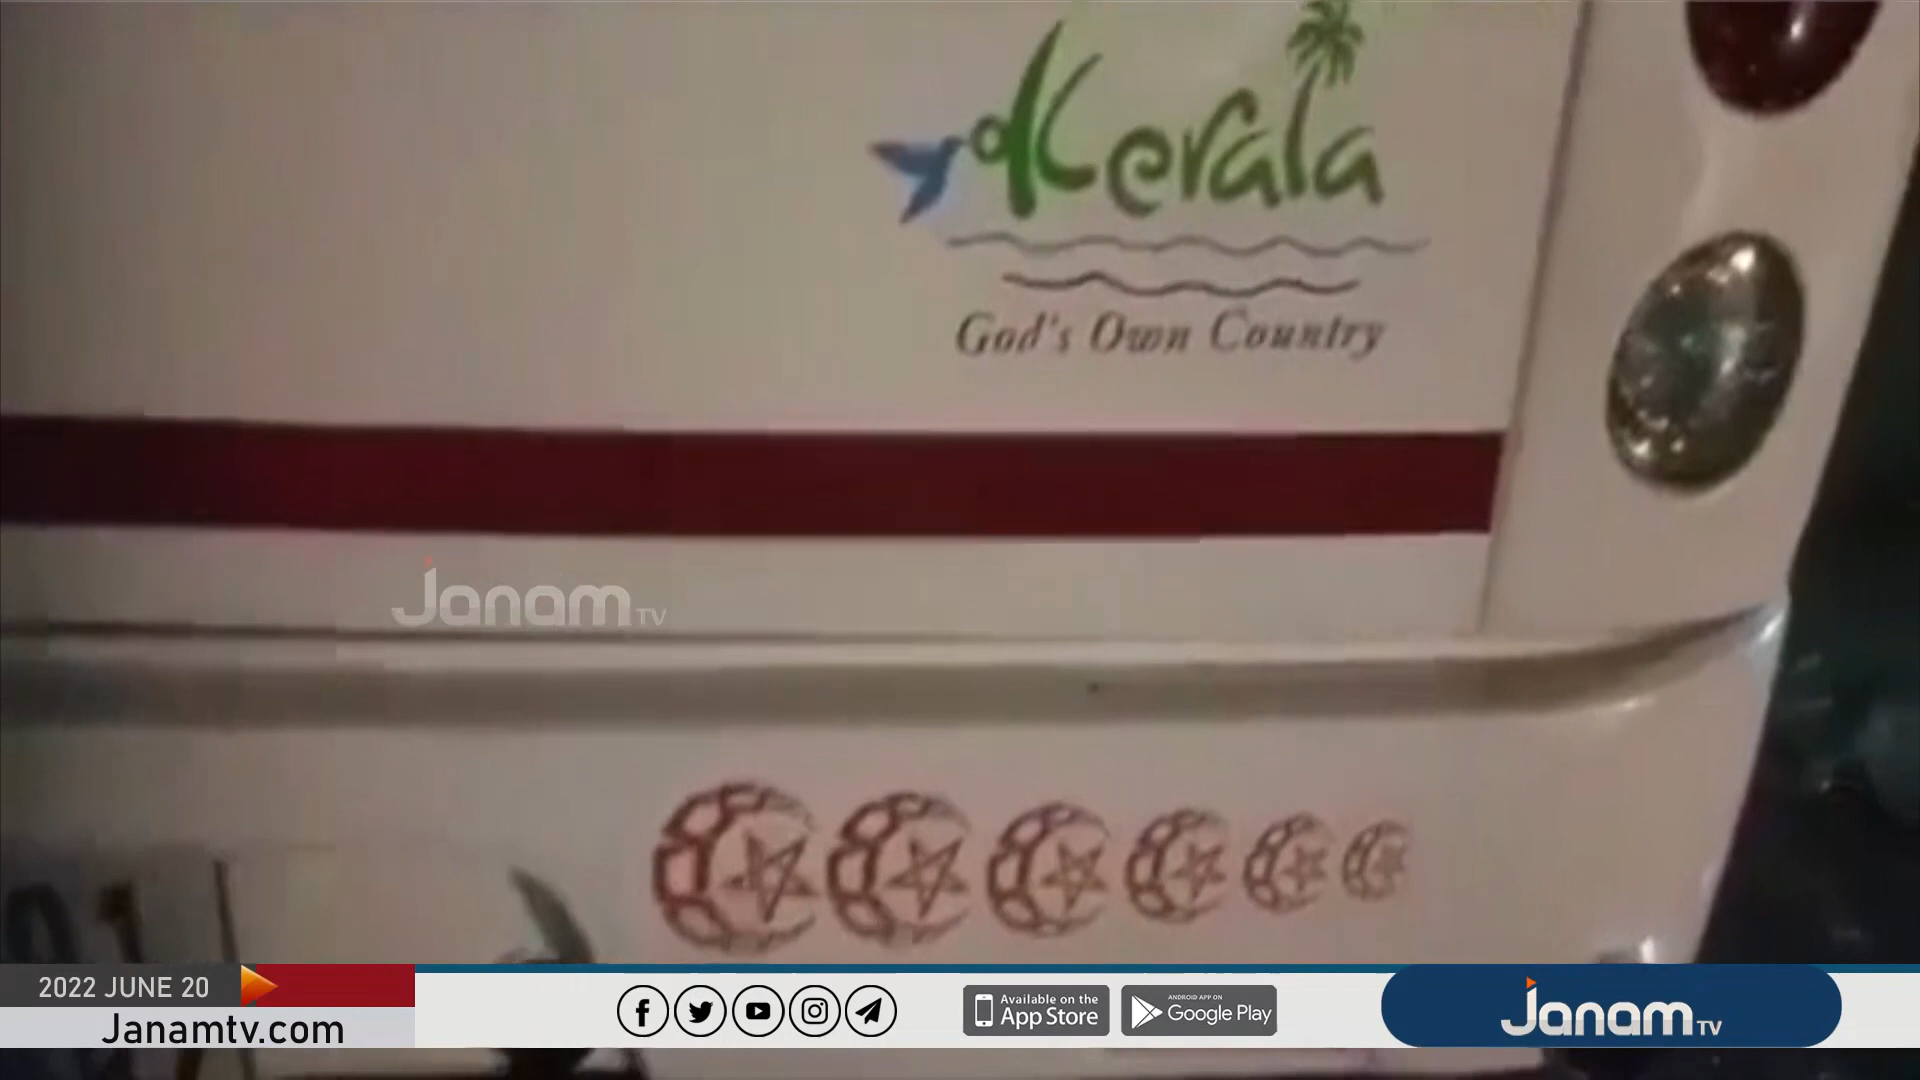 Kerala
God's Own Country
Janam TV
2022 JUNE 20
Janamtv.com
Available on the
App Store
ANDROID APP ON
Google Play
Janam TV